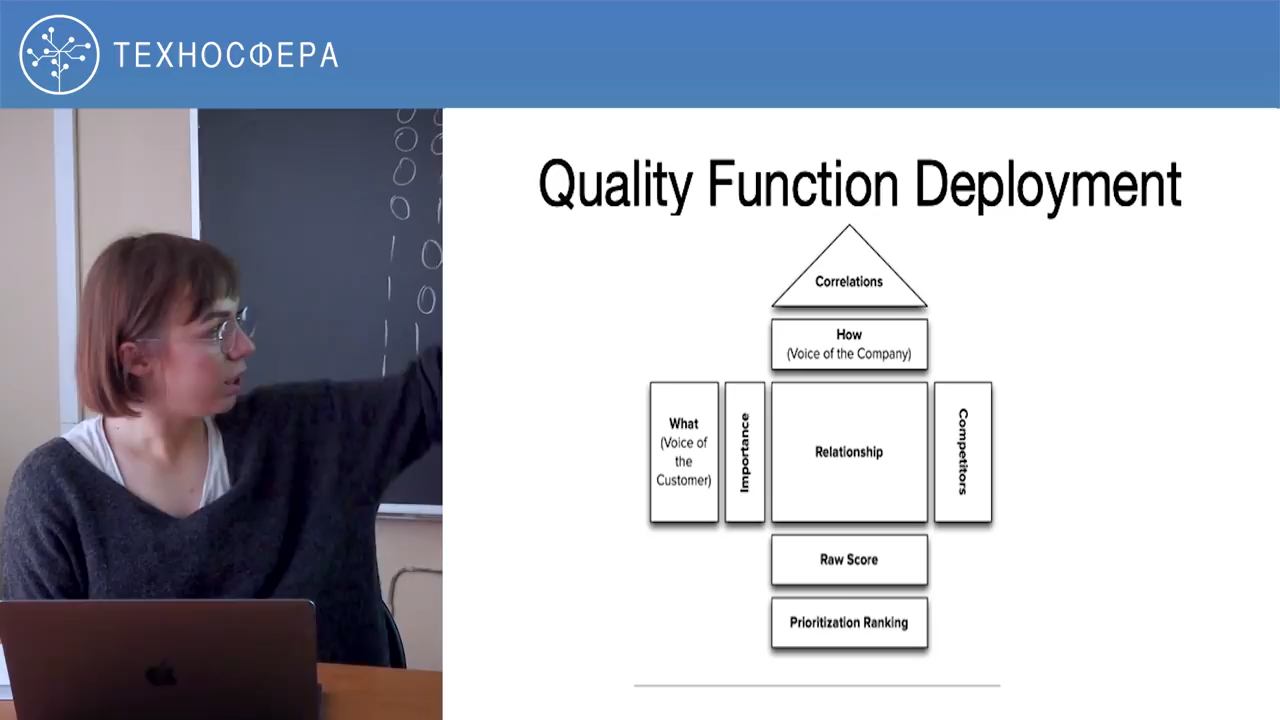 ТЕХНОСФЕРА
Quality Function Deployment
Correlations
How
(Voice of the Company)
What
(Voice of
the
Customer)
Importance
Relationship
Competitors
Raw Score
Prioritization Ranking